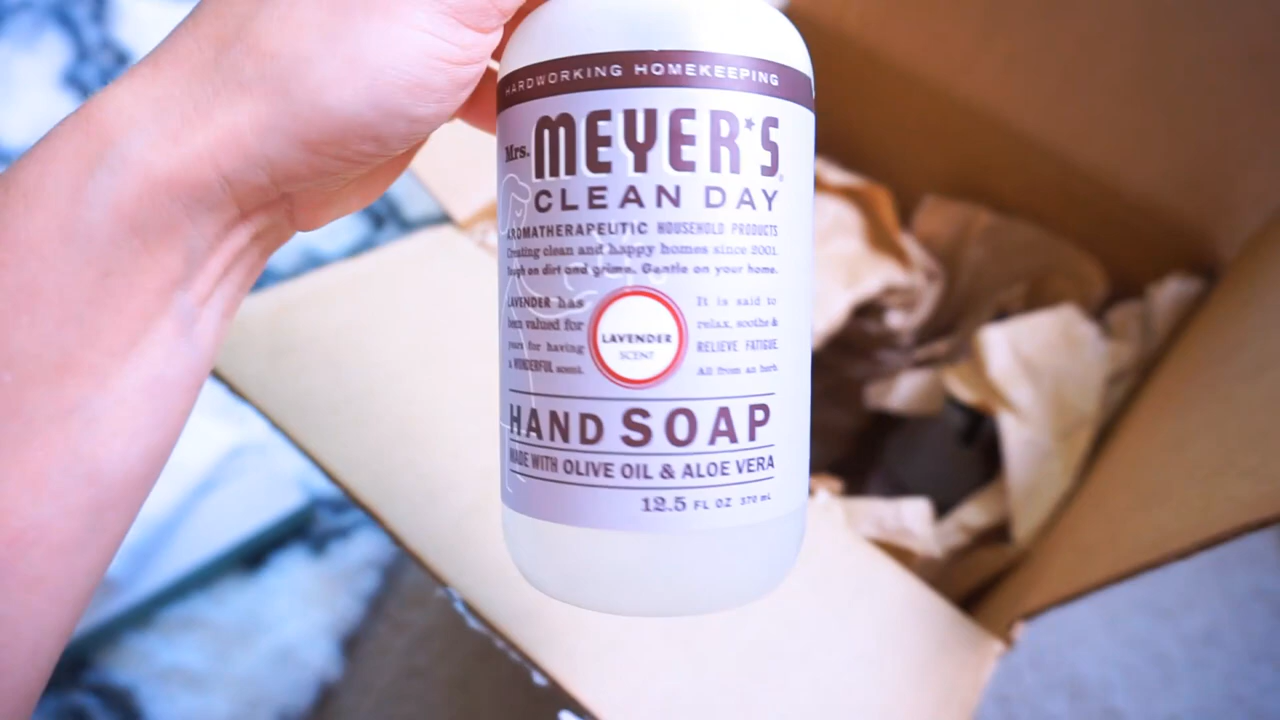 HARDWORKING HOMEKEEPING
Mrs. MEYER'S
CLEAN DAY
AROMATHERAPEUTIC HOUSEHOLD PRODUCTS
Creating clean and happy homes since 2001.
Tough on dirt and grime. Gentle on your home.
LAVENDER has
been valued for
years for having
a WONDERFUL scent.
LAVENDER
SCENT
It is said to
relax, soothe &
RELIEVE FATIGUE.
All from an herb
HAND SOAP
MADE WITH OLIVE OIL & ALOE VERA
12.5 FL OZ 370 mL